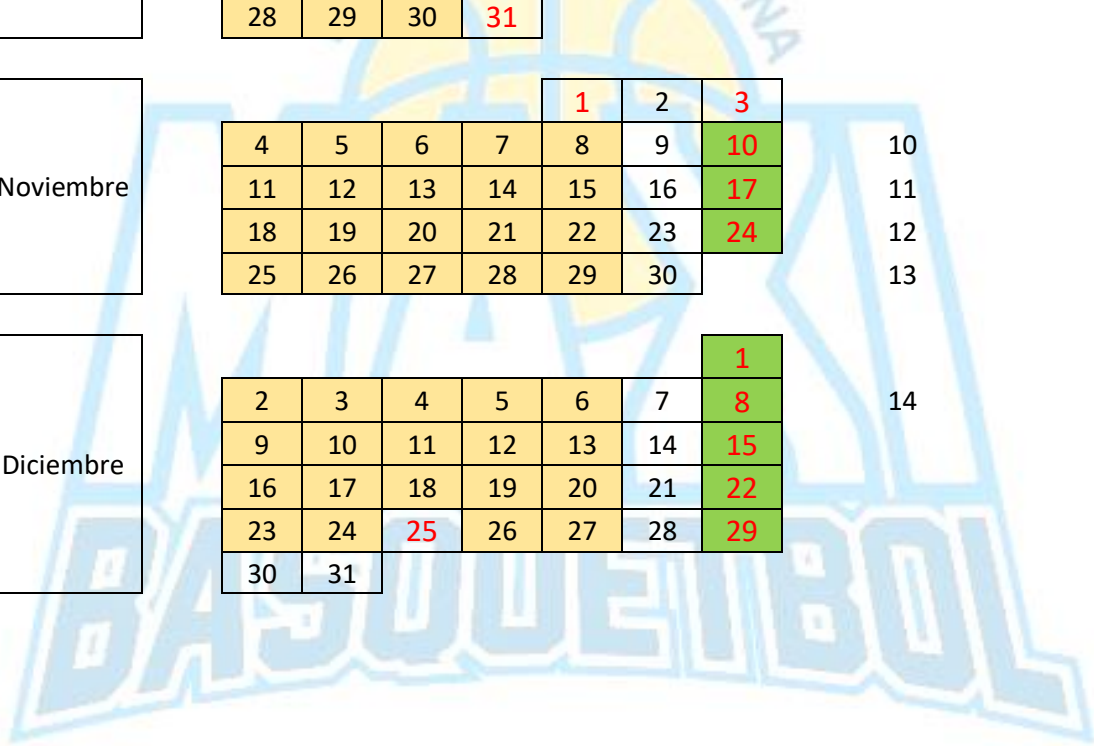 28 29 30 31
1 2 3
4 5 6 7 8 9 10 10
Noviembre 11 12 13 14 15 16 17 11
18 19 20 21 22 23 24 12
25 26 27 28 29 30 13
1
2 3 4 5 6 7 8 14
9 10 11 12 13 14 15
Diciembre
16 17 18 19 20 21 22
23 24 25 26 27 28 29
30 31
NA
MAXI
BASQUETBOL